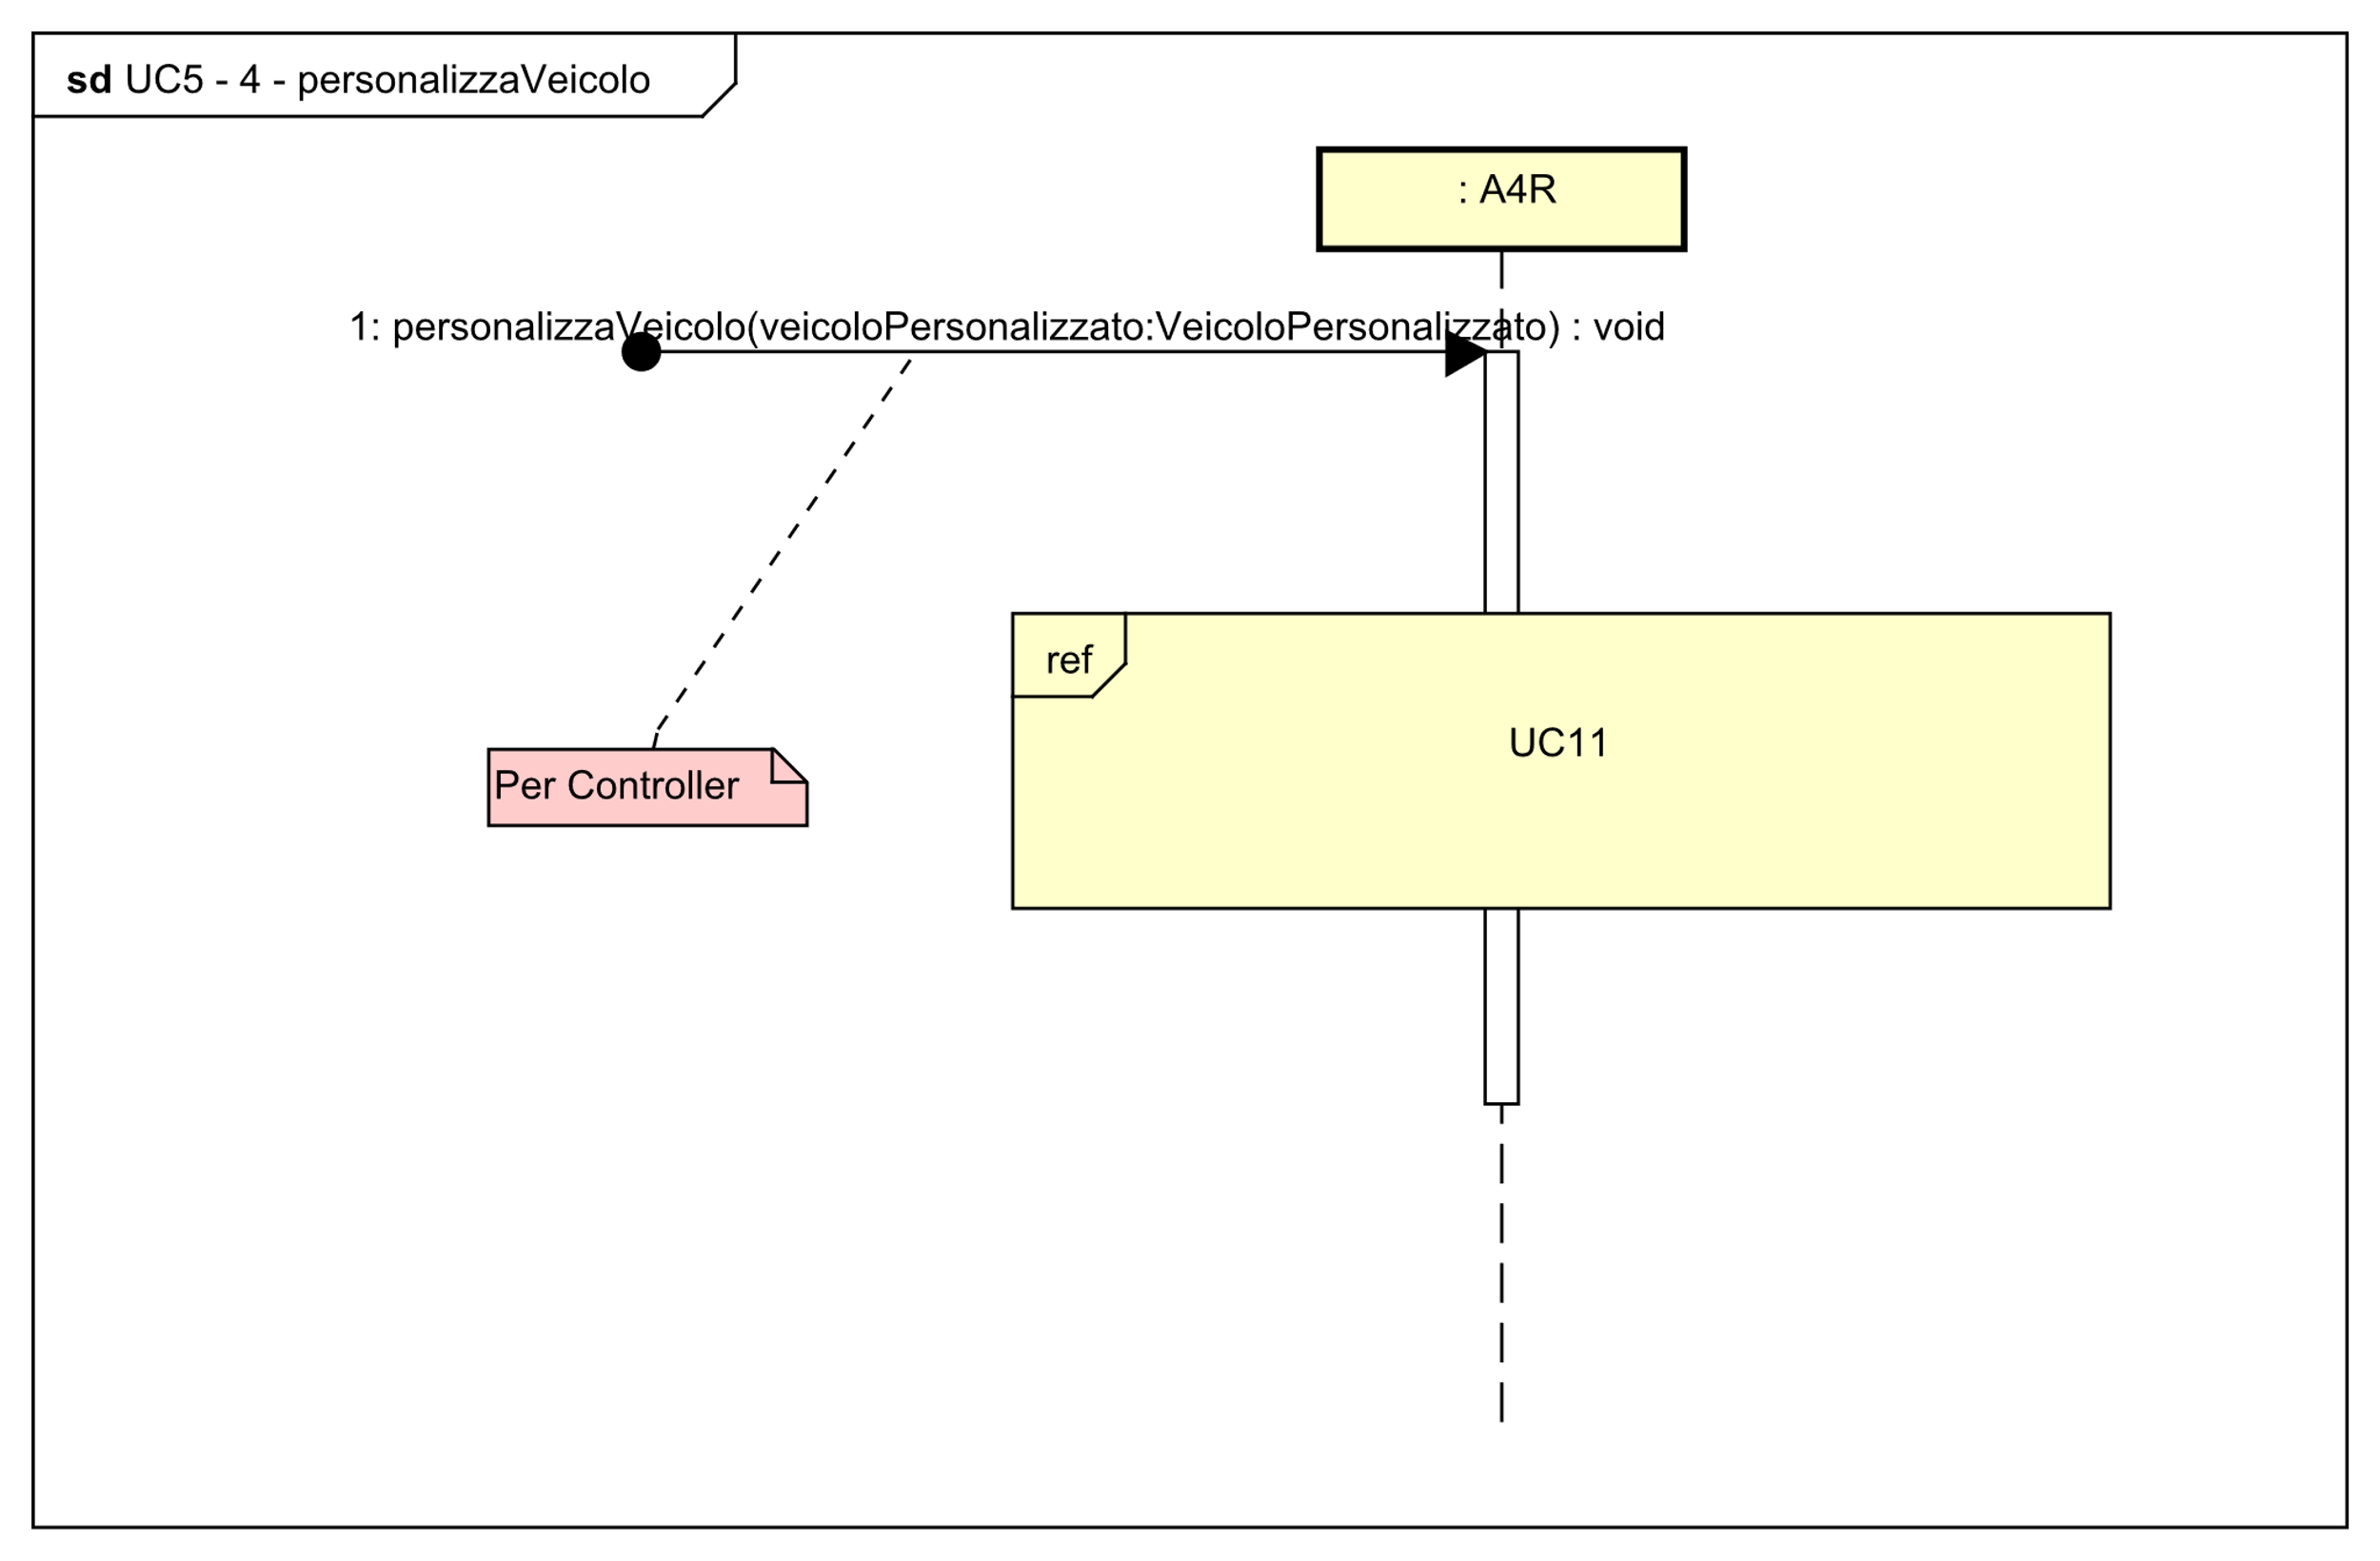 sd UC5 - 4 - personalizzaVeicolo
: A4R
1: personalizzaVeicolo(veicoloPersonalizzato:VeicoloPersonalizzato) : void
ref
UC11
Per Controller